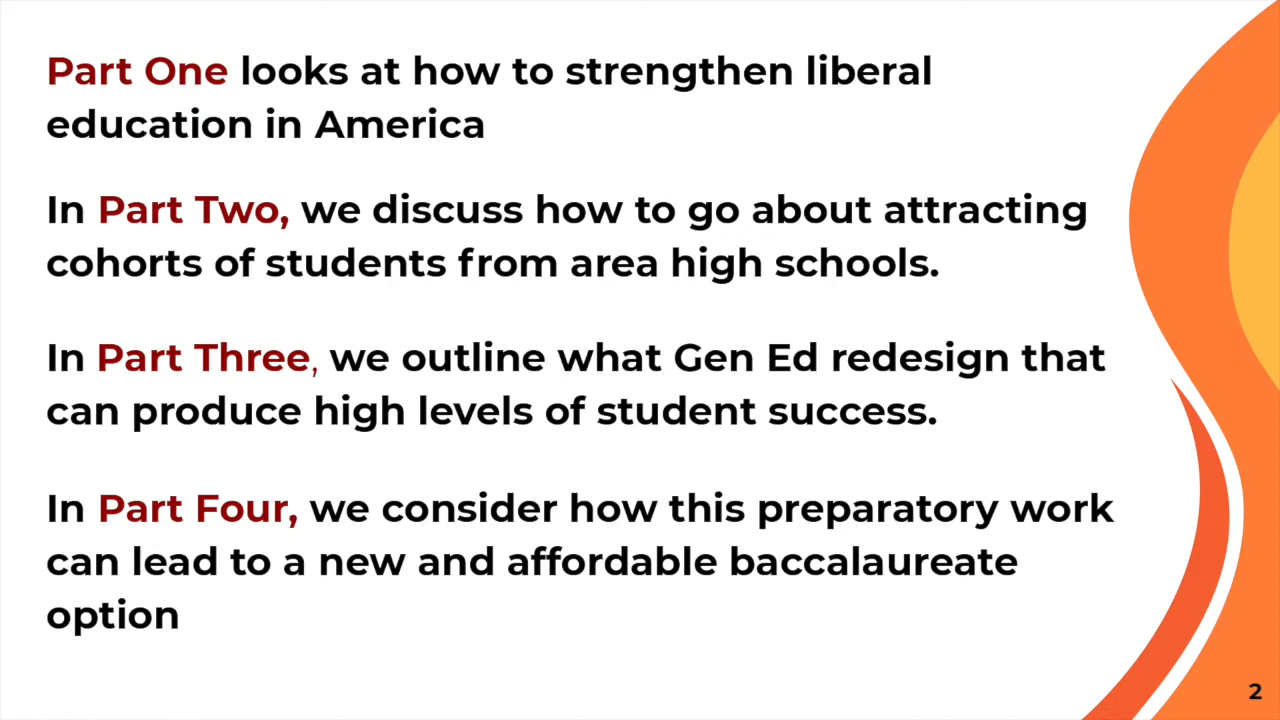 Part One looks at how to strengthen liberal
education in America
In Part Two, we discuss how to go about attracting
cohorts of students from area high schools.
In Part Three, we outline what Gen Ed redesign that
can produce high levels of student success.
In Part Four, we consider how this preparatory work
can lead to a new and affordable baccalaureate
option
2